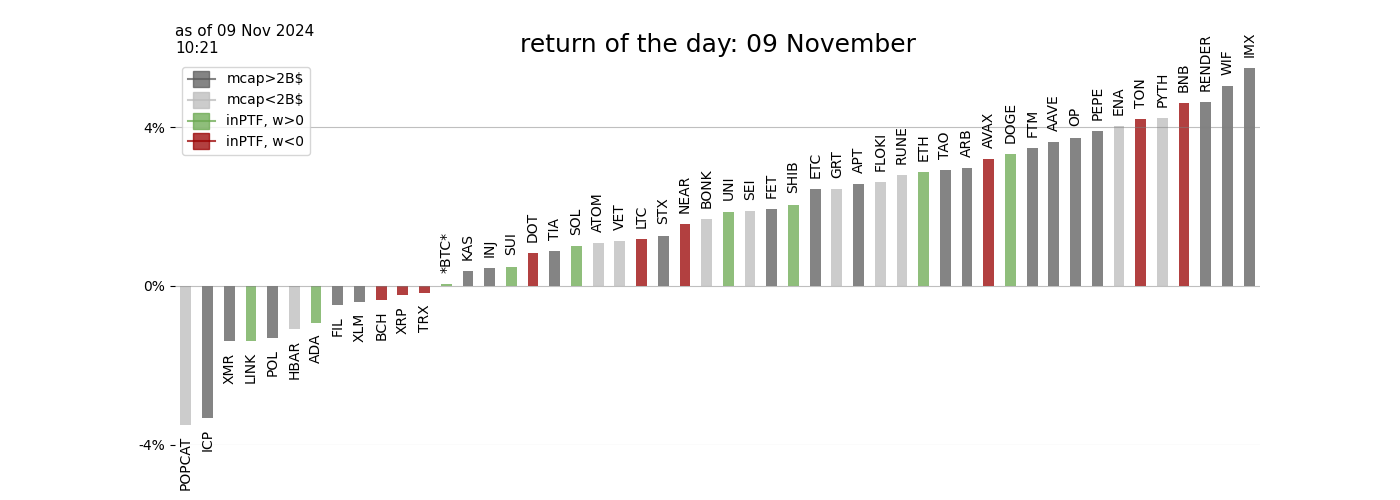 as of 09 Nov 2024
10:21
return of the day: 09 November
mcap>2B$
mcap<2B$
inPTF, w>0
inPTF, w<0
4%
0%
-4%
POPCAT
ICP
XMR
LINK
POL
HBAR
ADA
FIL
XLM
BCH
XRP
TRX
*BTC*
KAS
INJ
SUI
DOT
TIA
SOL
ATOM
VET
LTC
STX
NEAR
BONK
UNI
SEI
FET
SHIB
ETC
GRT
APT
FLOKI
RUNE
ETH
TAO
ARB
AVAX
DOGE
FTM
AAVE
OP
PEPE
ENA
TON
PYTH
BNB
RENDER
WIF
IMX